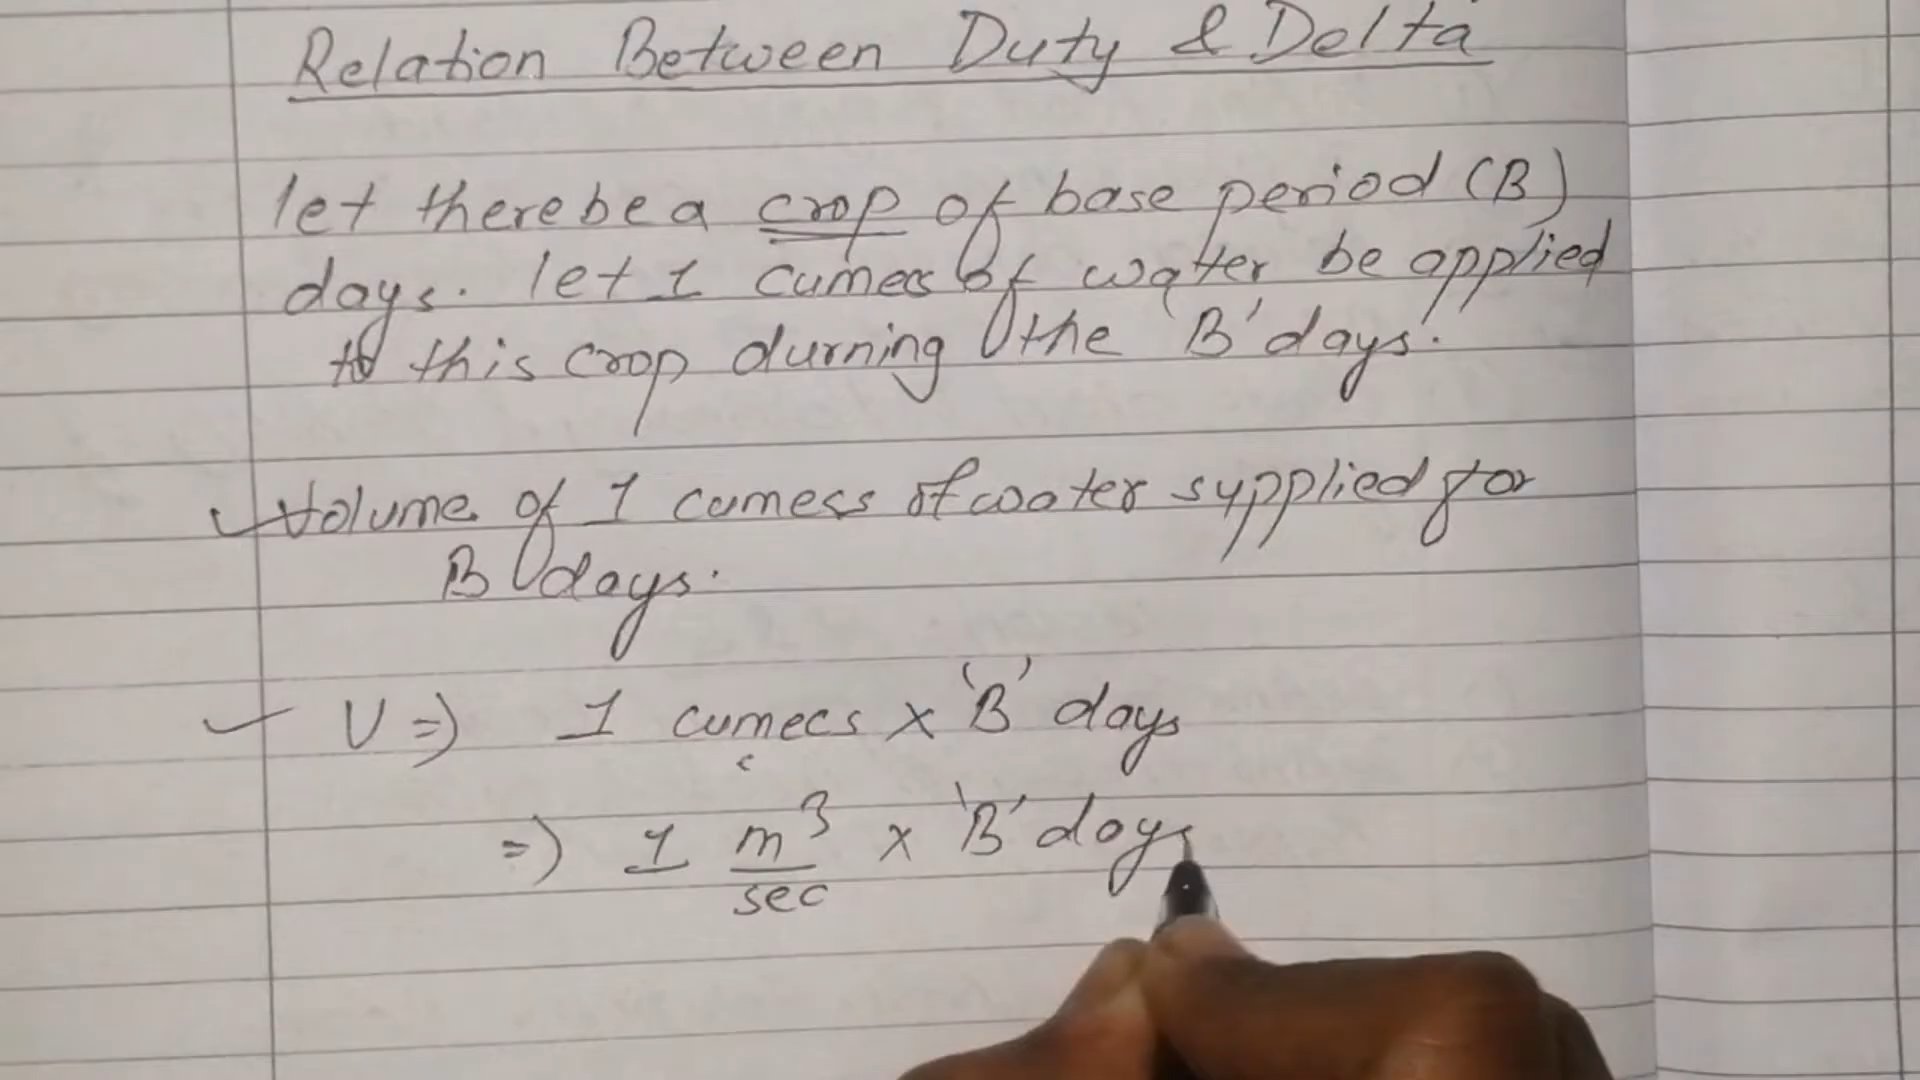 Relation Between Duty & Delta
let there be a crop of base period (B)
days. let 1 cumecs of water be applied
to this crop durning the 'B' days.
Volume of 1 cumess of water supplied for
B days.
V => 1 cumecs x 'B' days
=> 1 m³/sec x 'B' days